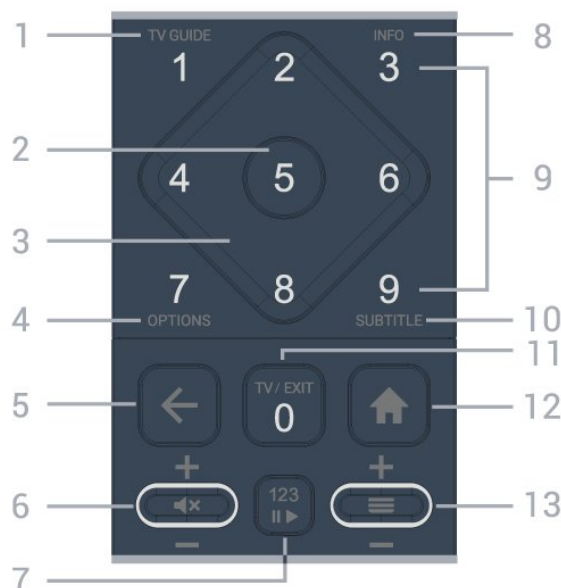 1 TV GUIDE INFO 8
1 2 3
2 4 5 6 9
3
7 8 9
4 OPTIONS SUBTITLE 10
11
5 TV / EXIT 12
0
+ +
6 123 13
− −
7